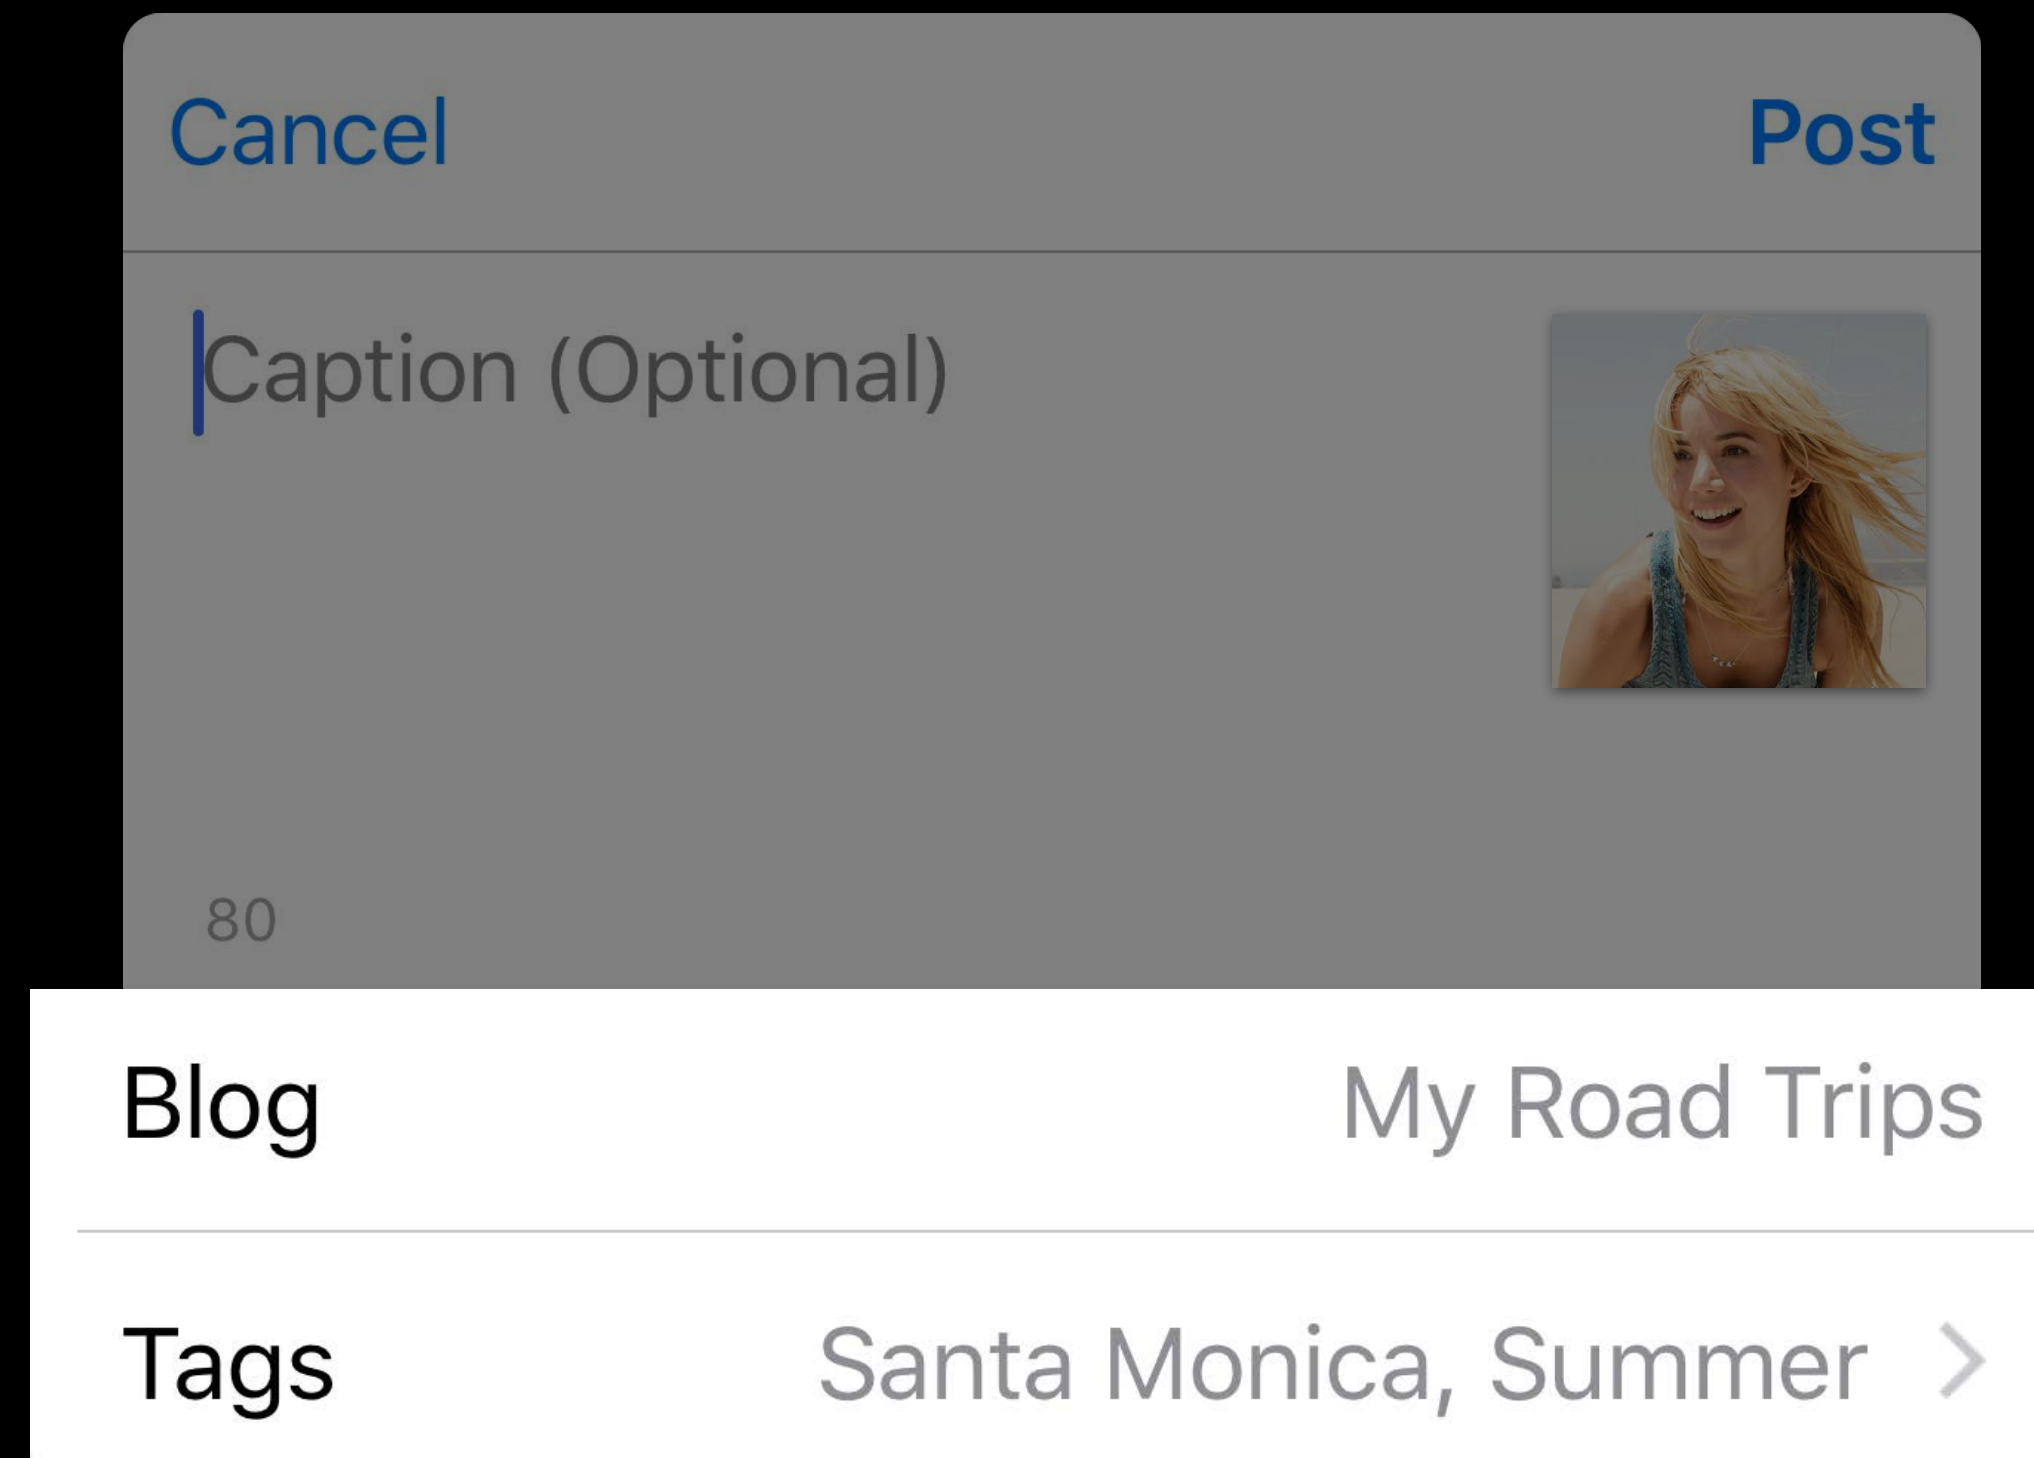 Cancel
Post
Caption (Optional)
80
Blog
My Road Trips
Tags
Santa Monica, Summer